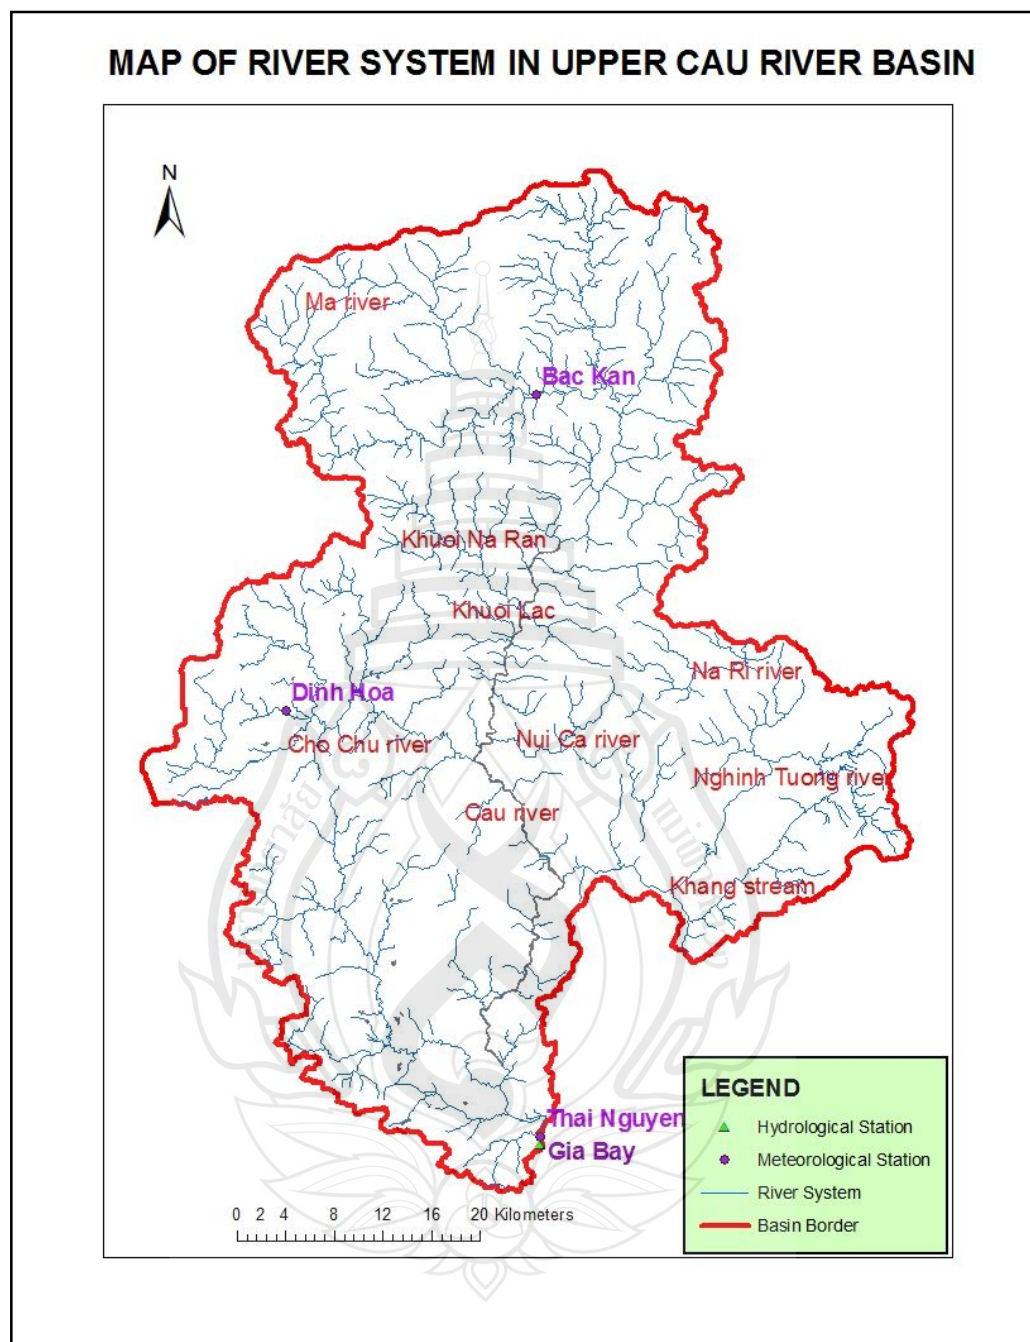 MAP OF RIVER SYSTEM IN UPPER CAU RIVER BASIN
N
Ma river
Bac Kan
Khuoi Na Ran
Khuoi Lac
Na Ri river
Dinh Hoa
Cho Chu river
Nui Ca river
Nghinh Tuong river
Cau river
Khang stream
Thai Nguyen
Gia Bay
LEGEND
Hydrological Station
Meteorological Station
River System
Basin Border
0 2 4 8 12 16 20 Kilometers